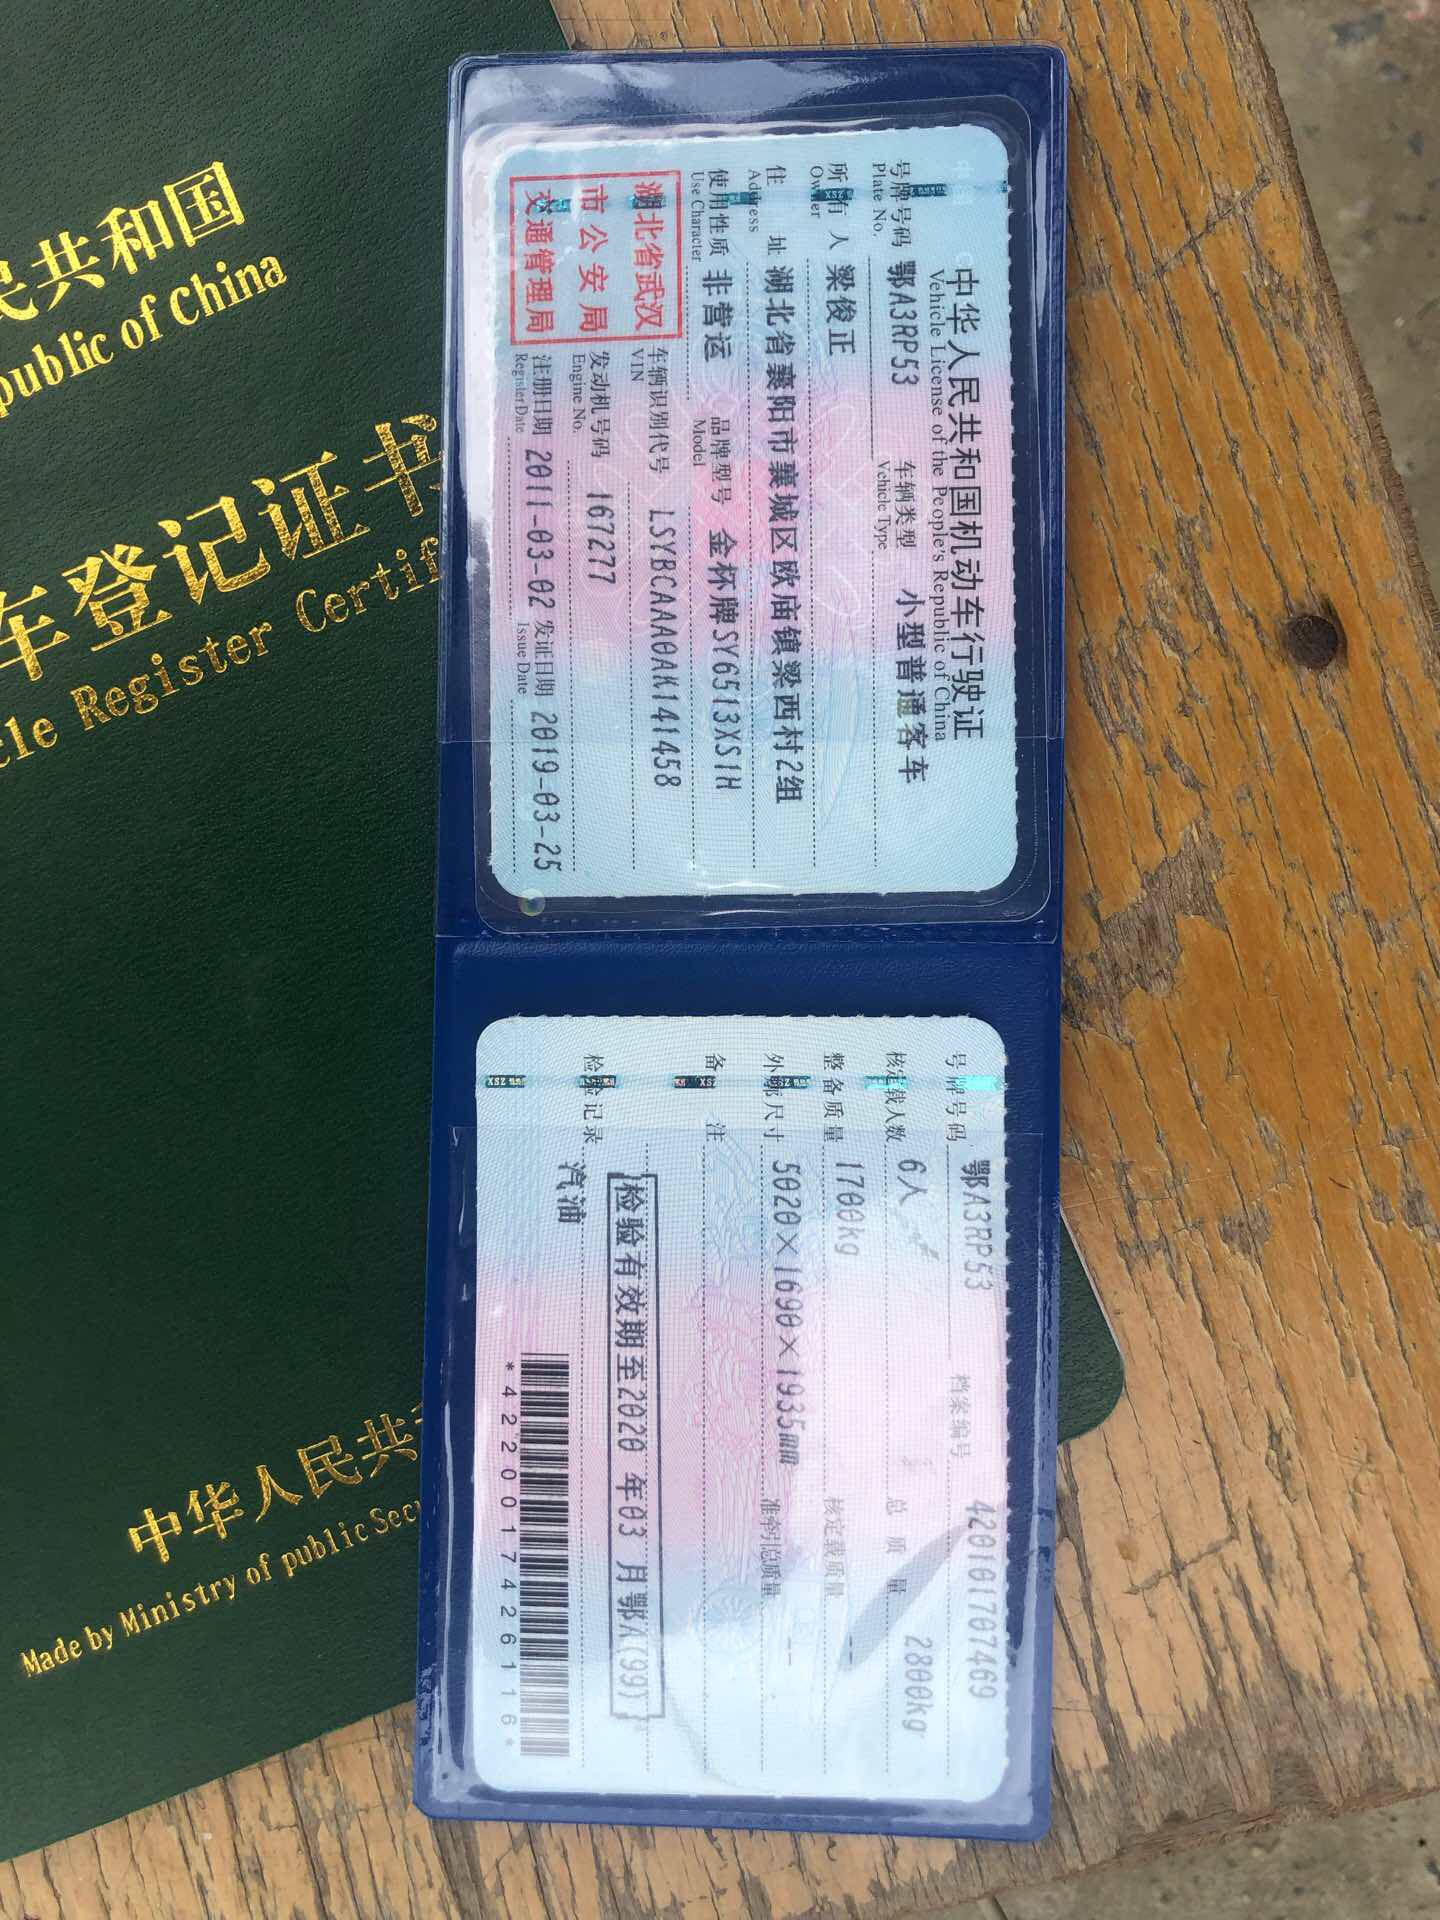 民共和国
public of China
车登记证书
cle Register Certif
中华人民共
Made by Ministry of public Sec
中华人民共和国机动车行驶证
Vehicle License of the People's Republic of China
号牌号码 鄂A3RP53 车辆类型 小型普通客车
Plate No. Vehicle Type
所有人 梁俊正
Owner
住址 湖北省襄阳市襄城区欧庙镇梁西村2组
Address
使用性质 非营运 品牌型号 金杯牌SY6513XS1H
Use Character Model
湖北省武汉
市公安局
交通管理局
车辆识别代号 LSYBCAAA0AK141458
VIN
发动机号码 167277
Engine No.
注册日期 2011-03-02 发证日期 2019-03-25
Register Date Issue Date
号牌号码 鄂A3RP53 档案编号 420101707469
核定载人数 6人 总质量 2800kg
整备质量 1700kg 核定载质量 --
外廓尺寸 5020×1690×1935mm 准牵引总质量 --
备注
检验有效期至2020 年03 月鄂A(99)
检验记录
汽油
*4220017426116*